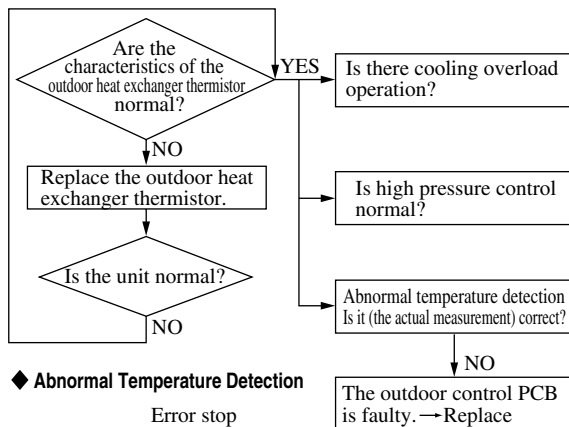 Are the
characteristics of the
outdoor heat exchanger thermistor
normal?
YES
Is there cooling overload
operation?
NO
Replace the outdoor heat
exchanger thermistor.
Is high pressure control
normal?
Is the unit normal?
NO
Abnormal temperature detection
Is it (the actual measurement) correct?
NO
The outdoor control PCB
is faulty. → Replace
◆ Abnormal Temperature Detection
Error stop